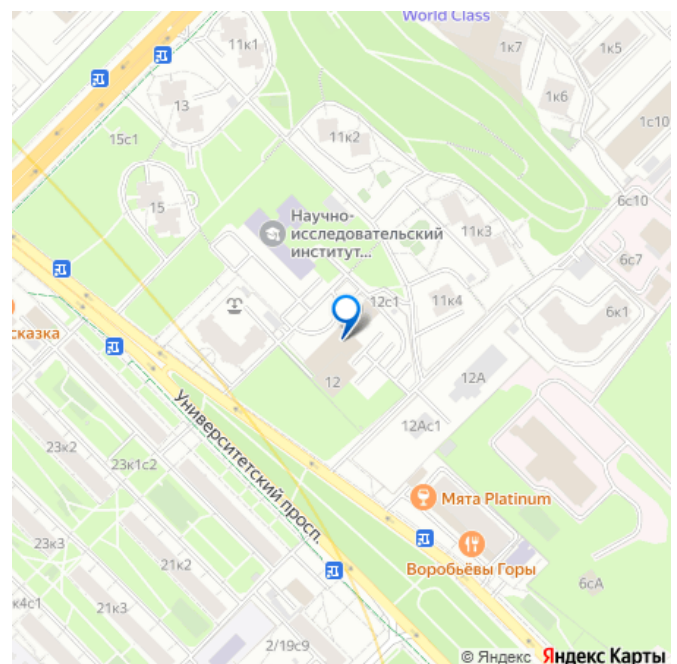 World Class
11к1
1к7
1к5
13
1к6
1с10
15с1
11к2
15
6с10
Научно-
исследовательский
институт...
11к3
6с7
12с1
11к4
6к1
сказка
12
12А
Университетский просп.
12Ас1
23к2
23к1с2
Мята Platinum
23к3
21к2
Воробьёвы Горы
6сА
к4с1
21к3
2/19с9
© Яндекс Яндекс Карты